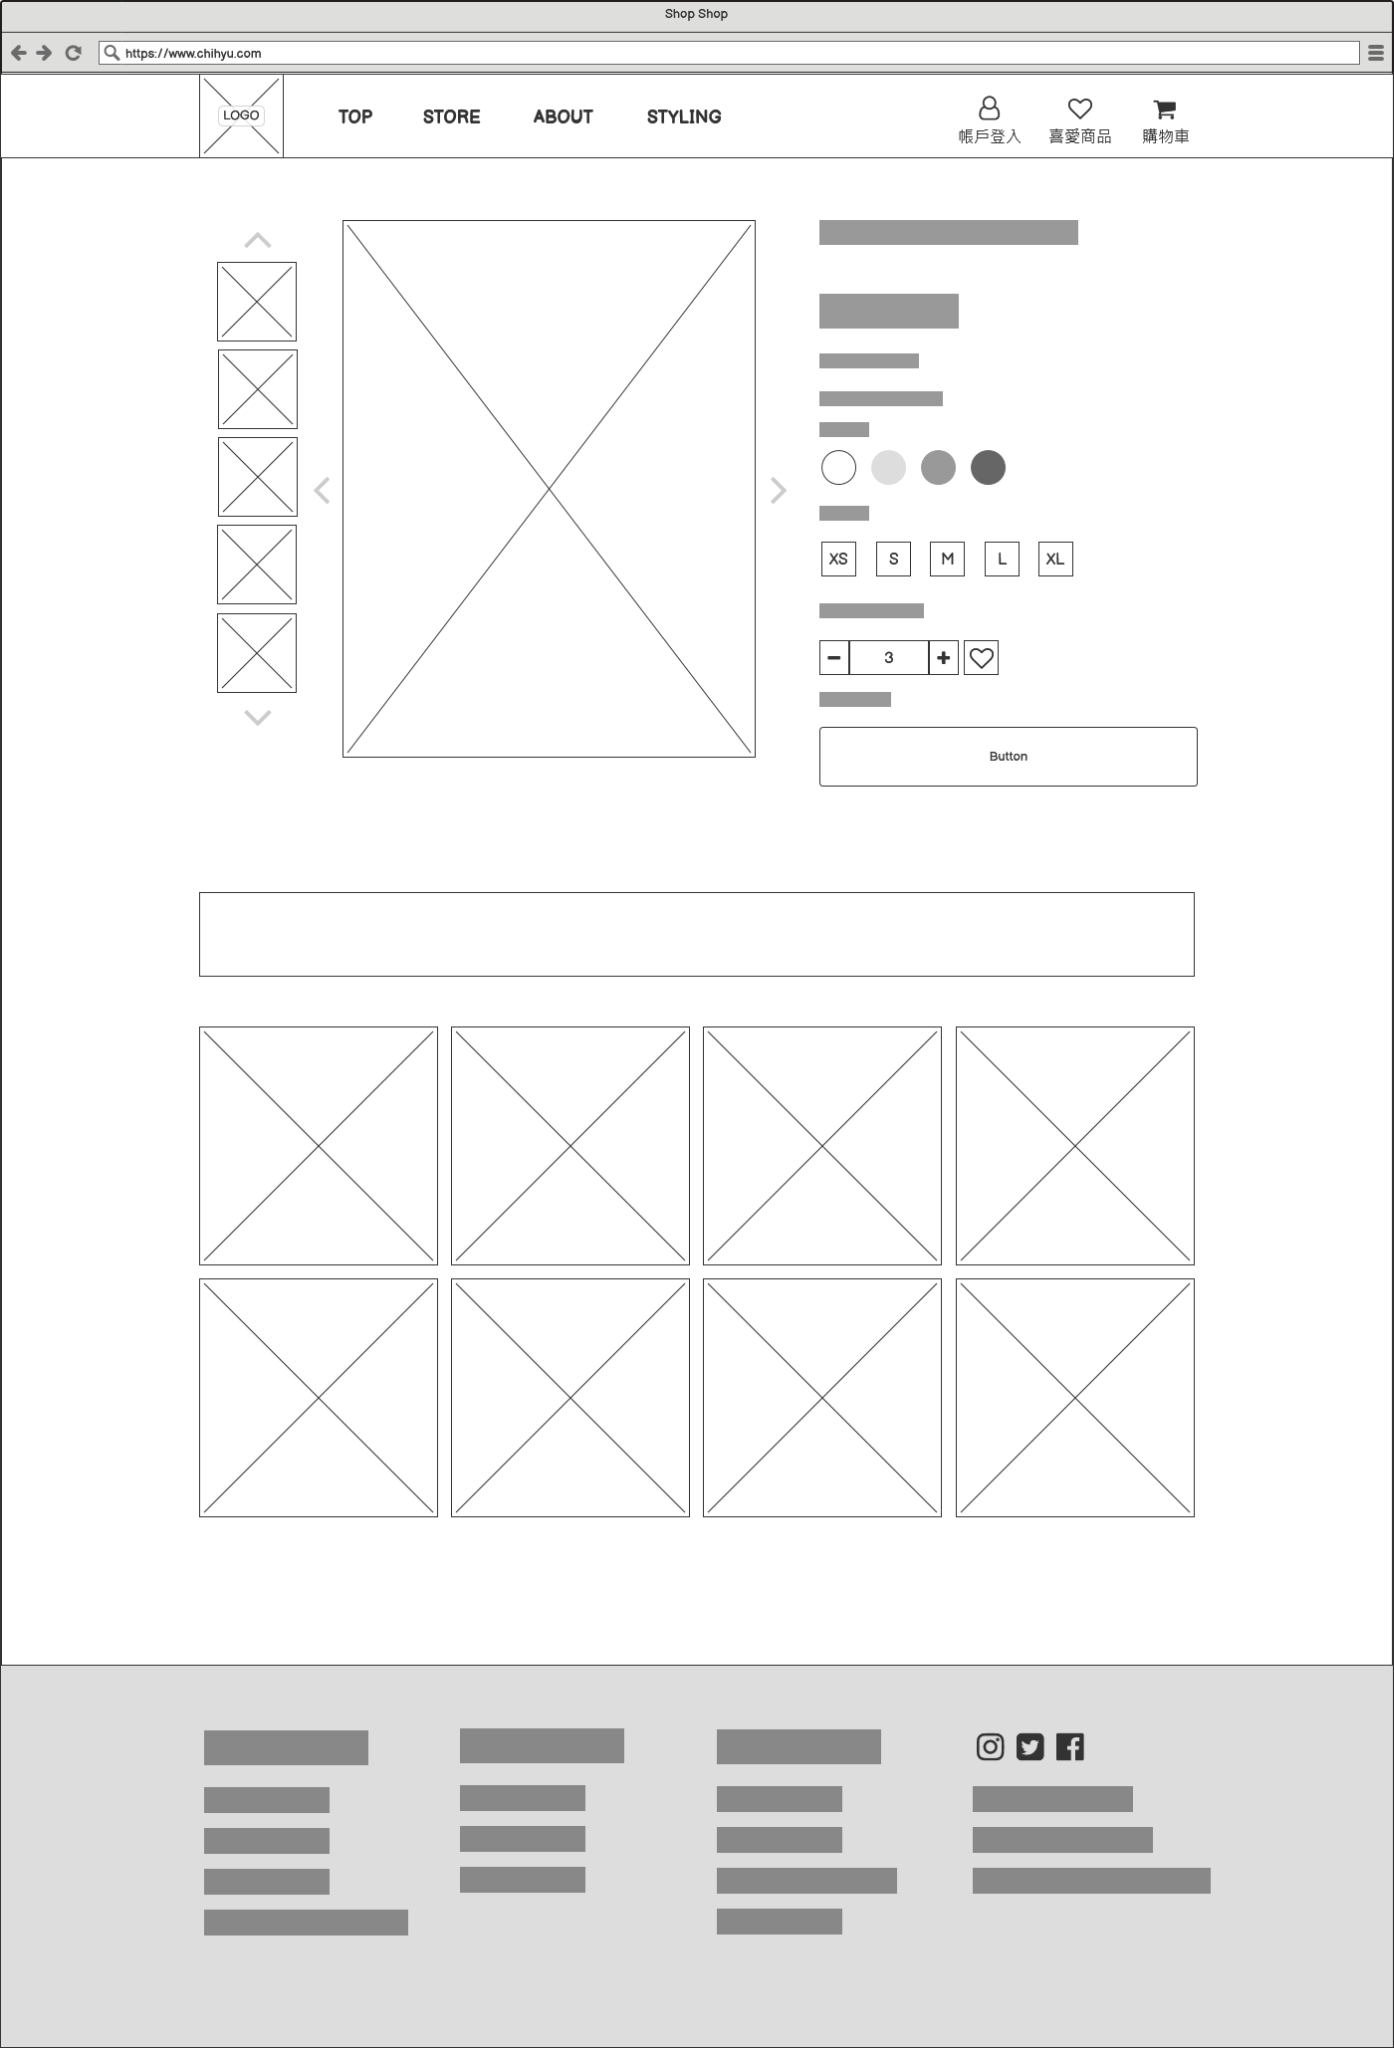 Shop Shop
https://www.chihyu.com
LOGO
TOP STORE ABOUT STYLING
帳戶登入 喜愛商品 購物車
XS S M L XL
3
Button